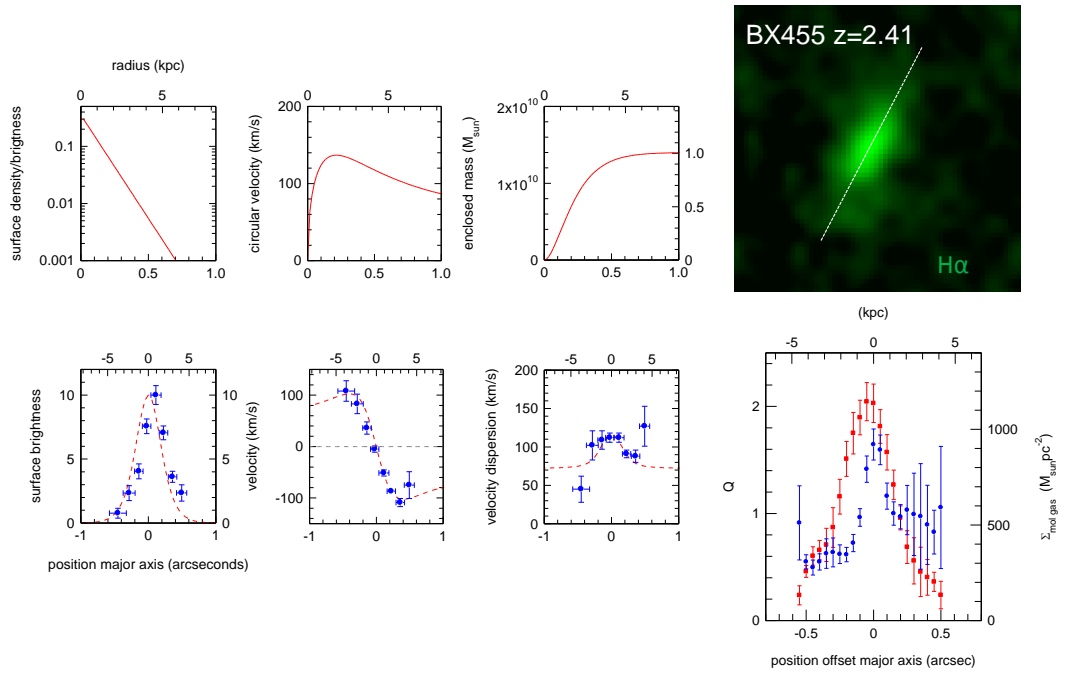 radius (kpc)
0 5
0.1
0.01
0.001
0 0.5 1.0
surface density/brigtness
0 5
200
100
0
0 0.5 1.0
circular velocity (km/s)
0 5
2x10^10
1x10^10
0
1.0
0.5
0
0 0.5 1.0
enclosed mass (M_sun)
BX455 z=2.41
Hα
-5 0 5
10
5
0
10
5
0
-1 0 1
surface brightness
position major axis (arcseconds)
-5 0 5
200
100
0
-100
-1 0 1
velocity (km/s)
-5 0 5
200
150
100
50
0
-1 0 1
velocity dispersion (km/s)
(kpc)
-5 0 5
2
1
0
1000
500
0
-0.5 0 0.5
Q
Σ_mol gas (M_sun pc^-2)
position offset major axis (arcsec)